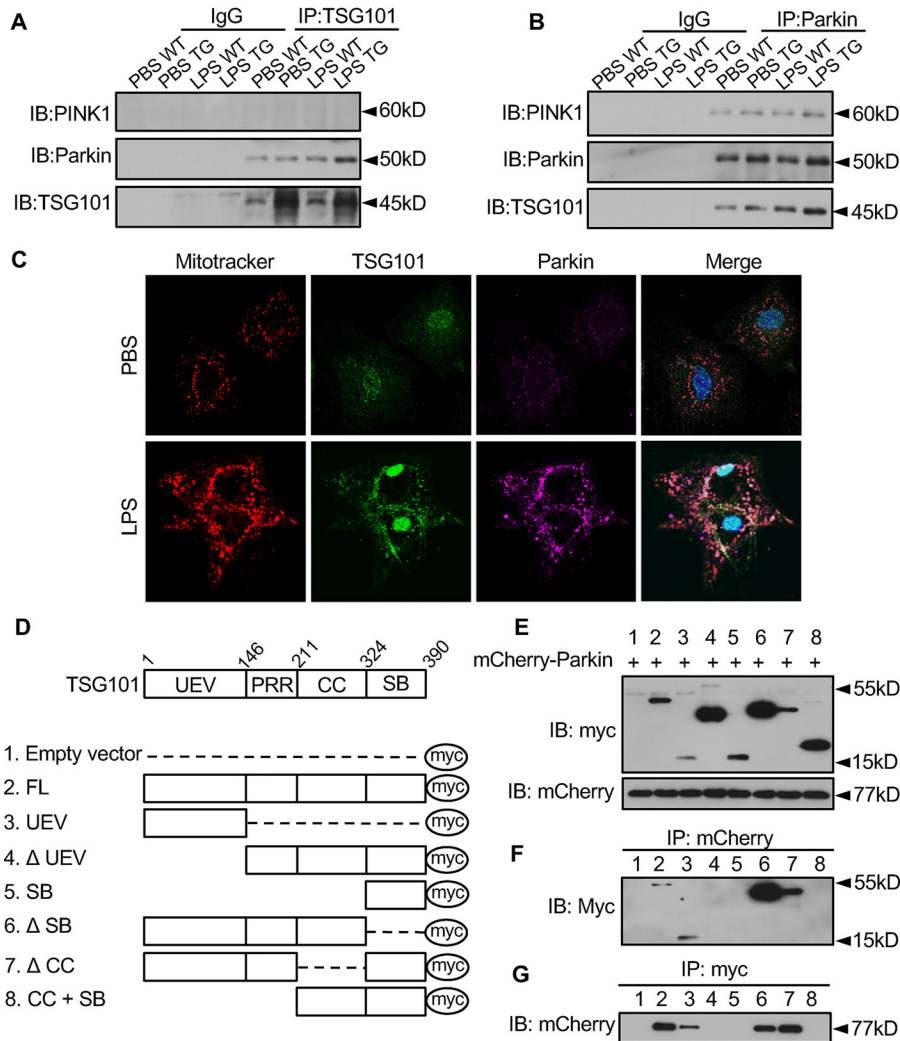 A
IgG
IP:TSG101
PBS WT
PBS TG
LPS WT
LPS TG
PBS WT
PBS TG
LPS WT
LPS TG
IB:PINK1
60kD
IB:Parkin
50kD
IB:TSG101
45kD
B
IgG
IP:Parkin
PBS WT
PBS TG
LPS WT
LPS TG
PBS WT
PBS TG
LPS WT
LPS TG
IB:PINK1
60kD
IB:Parkin
50kD
IB:TSG101
45kD
C
Mitotracker TSG101 Parkin Merge
PBS
LPS
D
1 146 211 324 390
TSG101 UEV PRR CC SB
1. Empty vector myc
2. FL myc
3. UEV myc
4. Δ UEV myc
5. SB myc
6. Δ SB myc
7. Δ CC myc
8. CC + SB myc
E
1 2 3 4 5 6 7 8
mCherry-Parkin + + + + + + + +
55kD
IB: myc
15kD
IB: mCherry 77kD
F
IP: mCherry
1 2 3 4 5 6 7 8
55kD
IB: Myc
15kD
G
IP: myc
1 2 3 4 5 6 7 8
IB: mCherry 77kD